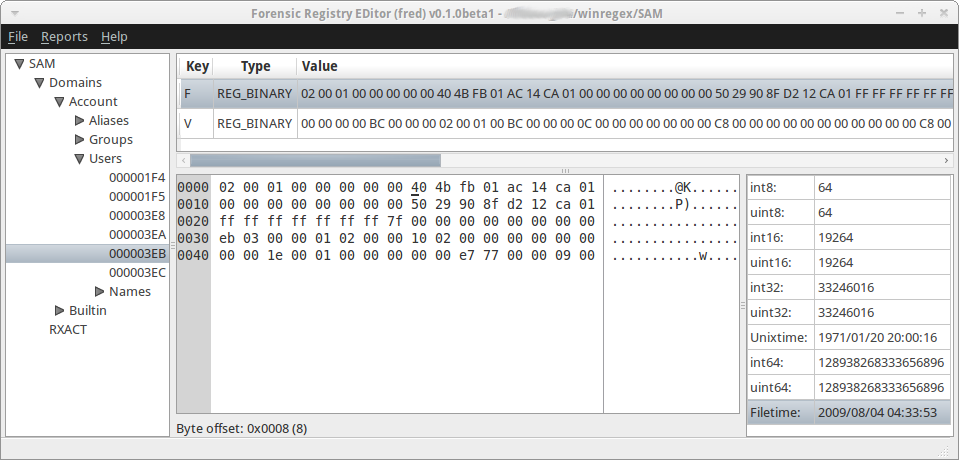 Forensic Registry EDitor (fred) v0.1.0beta1 - /winregex/SAM
File Reports Help
SAM
Domains
Account
Aliases
Groups
Users
000001F4
000001F5
000003E8
000003EA
000003EB
000003EC
Names
Builtin
RXACT
Key Type Value
F REG_BINARY 02 00 01 00 00 00 00 00 40 4B FB 01 AC 14 CA 01 00 00 00 00 00 00 00 00 50 29 90 8F D2 12 CA 01 FF FF FF FF FF FF
V REG_BINARY 00 00 00 00 BC 00 00 00 02 00 01 00 BC 00 00 00 0C 00 00 00 00 00 00 00 C8 00 00 00 00 00 00 00 00 00 00 00 C8 00
0000 02 00 01 00 00 00 00 00 40 4b fb 01 ac 14 ca 01 ........@K......
0010 00 00 00 00 00 00 00 00 50 29 90 8f d2 12 ca 01 ........P)......
0020 ff ff ff ff ff ff ff 7f 00 00 00 00 00 00 00 00 ................
0030 eb 03 00 00 01 02 00 00 10 02 00 00 00 00 00 00 ................
0040 00 00 1e 00 01 00 00 00 00 00 e7 77 00 00 09 00 ...........w....
int8: 64
uint8: 64
int16: 19264
uint16: 19264
int32: 33246016
uint32: 33246016
Unixtime: 1971/01/20 20:00:16
int64: 128938268333656896
uint64: 128938268333656896
Filetime: 2009/08/04 04:33:53
Byte offset: 0x0008 (8)